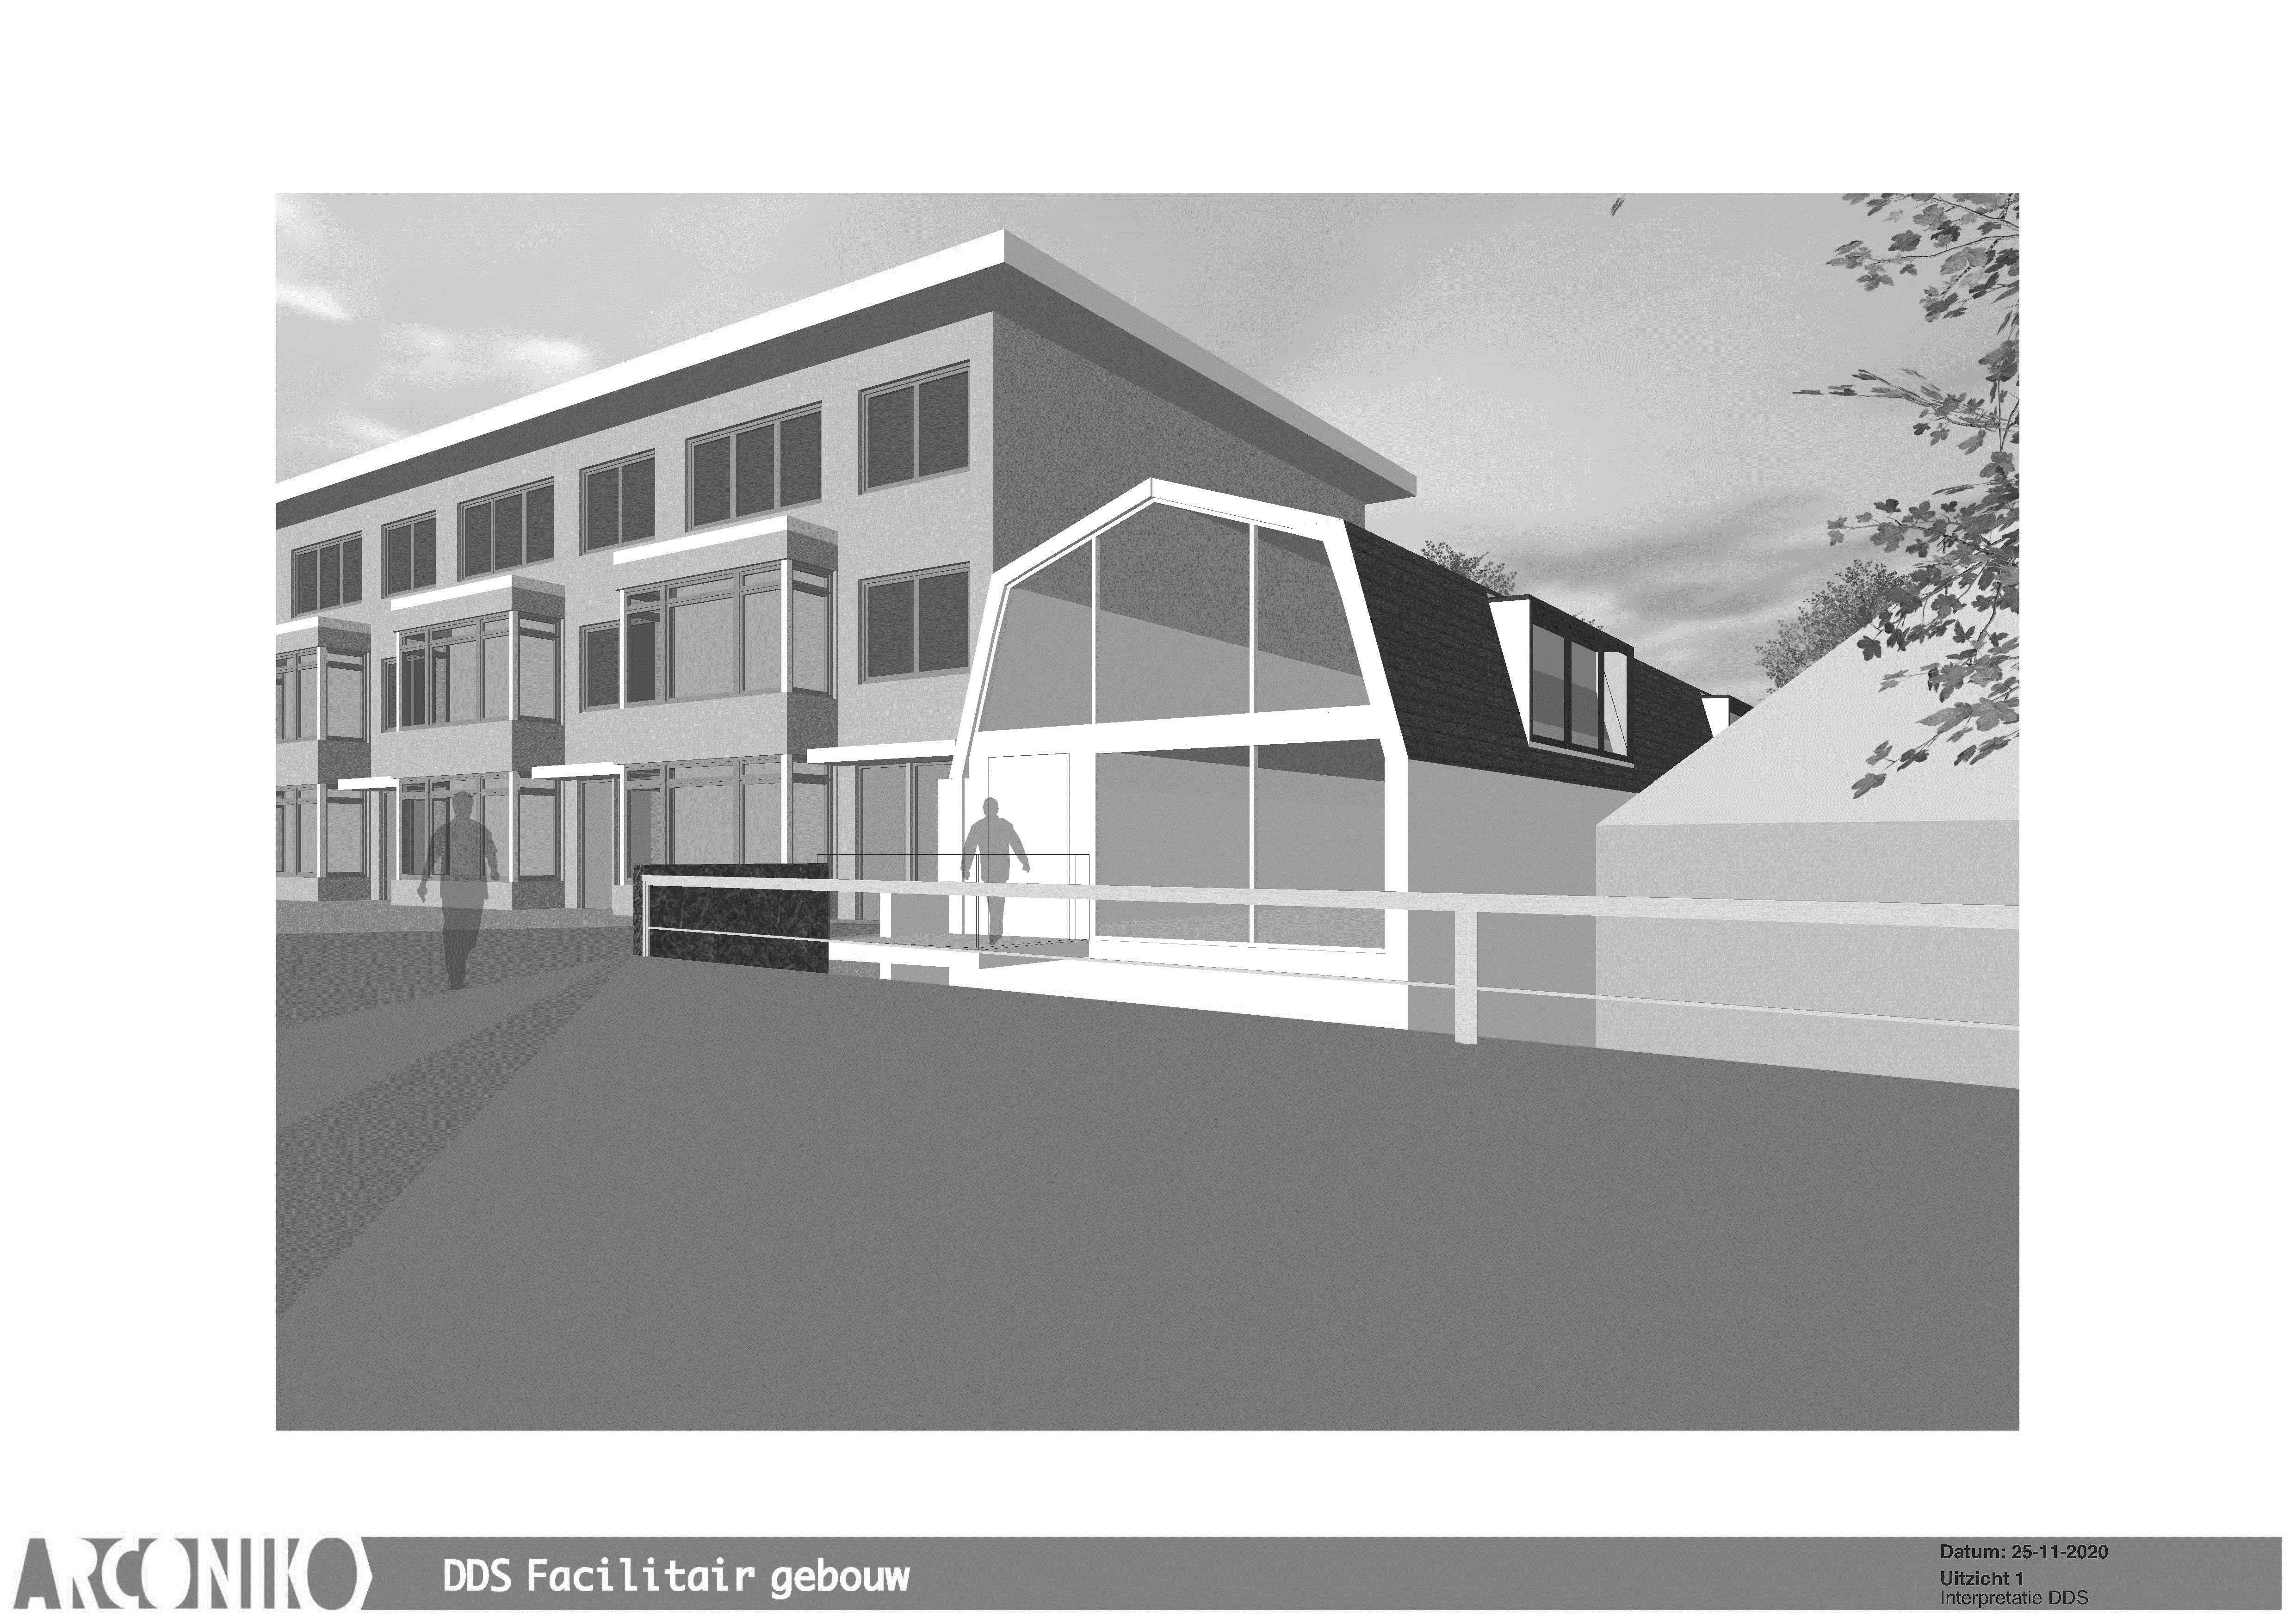 ARCONIKO
DDS Facilitair gebouw
Datum: 25-11-2020
Uitzicht 1
Interpretatie DDS